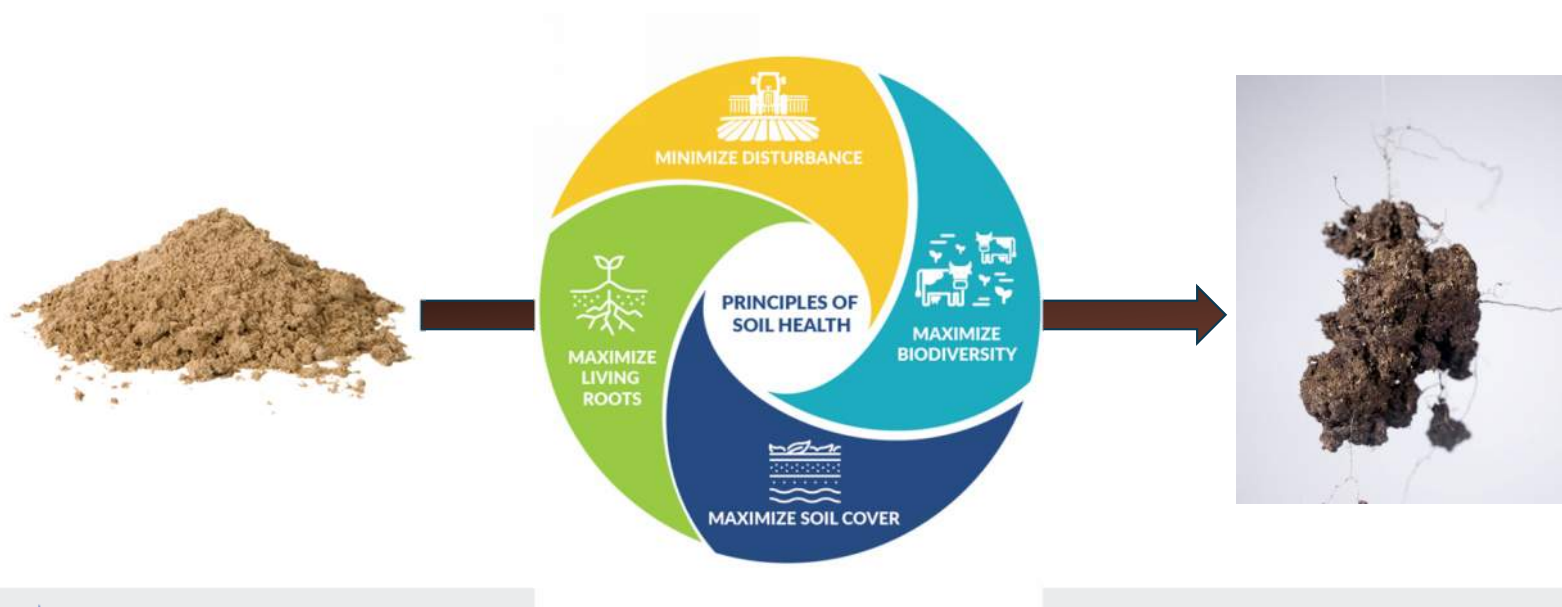 MINIMIZE DISTURBANCE
MAXIMIZE
BIODIVERSITY
MAXIMIZE SOIL COVER
MAXIMIZE
LIVING
ROOTS
PRINCIPLES OF
SOIL HEALTH